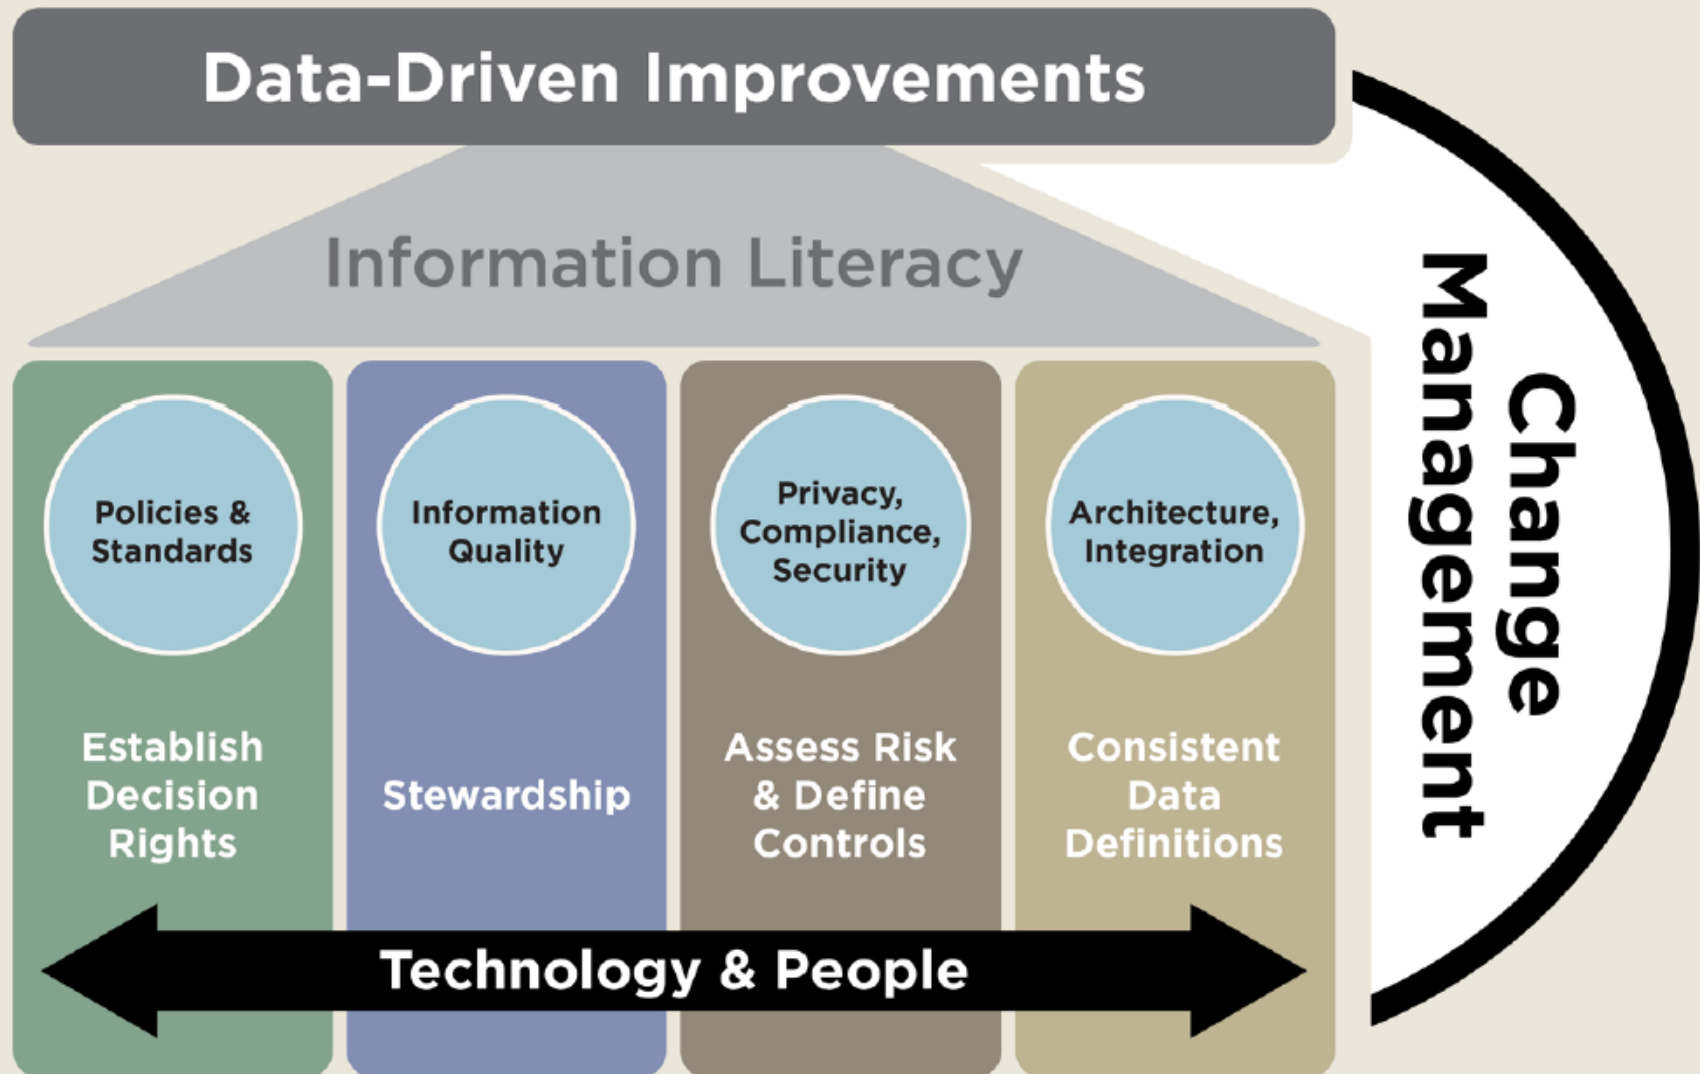 Data-Driven Improvements
Information Literacy
Policies &
Standards
Establish
Decision
Rights
Information
Quality
Stewardship
Privacy,
Compliance,
Security
Assess Risk
& Define
Controls
Architecture,
Integration
Consistent
Data
Definitions
Technology & People
Change
Management